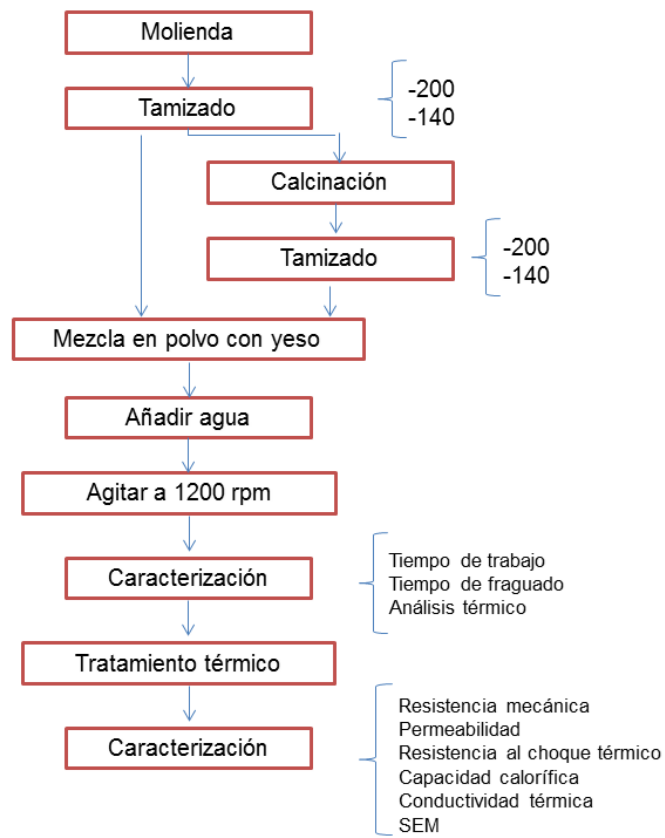 Molienda
Tamizado
-200
-140
Calcinación
Tamizado
-200
-140
Mezcla en polvo con yeso
Añadir agua
Agitar a 1200 rpm
Caracterización
Tiempo de trabajo
Tiempo de fraguado
Análisis térmico
Tratamiento térmico
Caracterización
Resistencia mecánica
Permeabilidad
Resistencia al choque térmico
Capacidad calorífica
Conductividad térmica
SEM